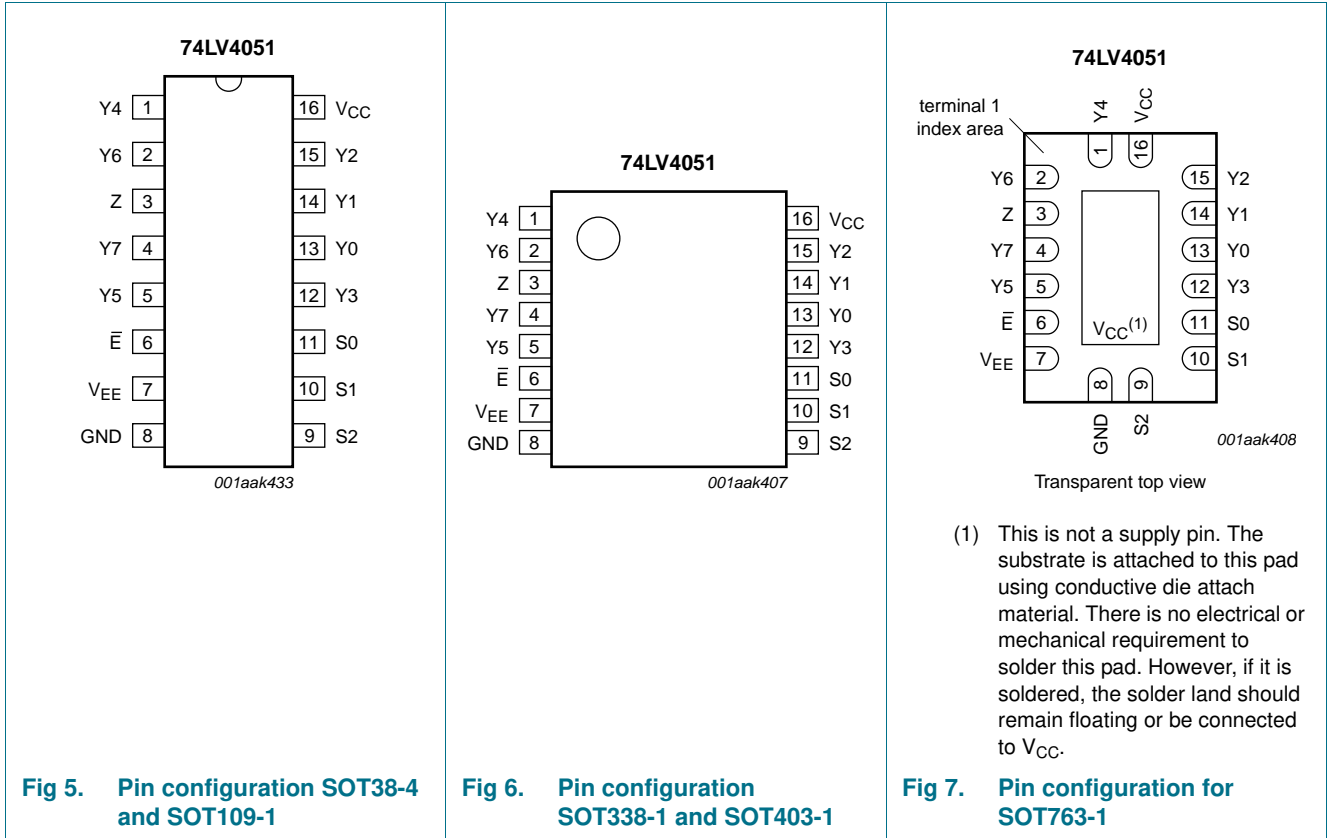 74LV4051
Y4 1 16 VCC
Y6 2 15 Y2
Z 3 14 Y1
Y7 4 13 Y0
Y5 5 12 Y3
E̅ 6 11 S0
VEE 7 10 S1
GND 8 9 S2
001aak433
Fig 5. Pin configuration SOT38-4
and SOT109-1
74LV4051
Y4 1 16 VCC
Y6 2 15 Y2
Z 3 14 Y1
Y7 4 13 Y0
Y5 5 12 Y3
E̅ 6 11 S0
VEE 7 10 S1
GND 8 9 S2
001aak407
Fig 6. Pin configuration
SOT338-1 and SOT403-1
74LV4051
terminal 1
index area
Y4 VCC
1 16
Y6 2 15 Y2
Z 3 14 Y1
Y7 4 13 Y0
Y5 5 12 Y3
E̅ 6 VCC(1) 11 S0
VEE 7 10 S1
8 9
GND S2
001aak408
Transparent top view
(1) This is not a supply pin. The
substrate is attached to this pad
using conductive die attach
material. There is no electrical or
mechanical requirement to
solder this pad. However, if it is
soldered, the solder land should
remain floating or be connected
to VCC.
Fig 7. Pin configuration for
SOT763-1